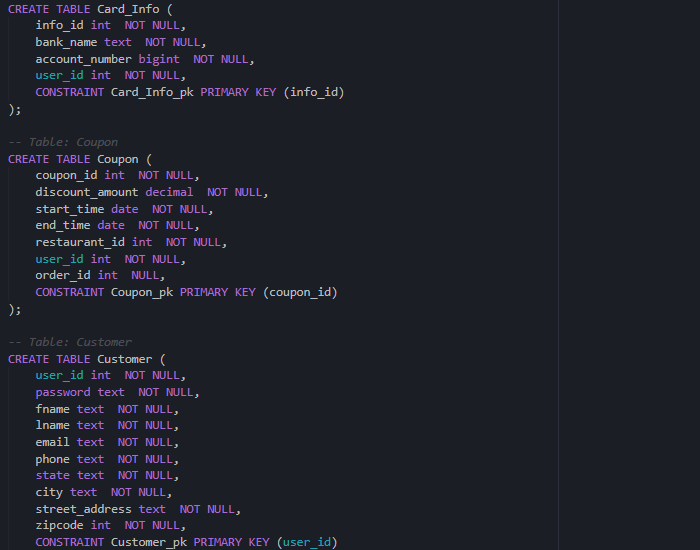 CREATE TABLE Card_Info (
    info_id int  NOT NULL,
    bank_name text  NOT NULL,
    account_number bigint  NOT NULL,
    user_id int  NOT NULL,
    CONSTRAINT Card_Info_pk PRIMARY KEY (info_id)
);
-- Table: Coupon
CREATE TABLE Coupon (
    coupon_id int  NOT NULL,
    discount_amount decimal  NOT NULL,
    start_time date  NOT NULL,
    end_time date  NOT NULL,
    restaurant_id int  NOT NULL,
    user_id int  NOT NULL,
    order_id int  NULL,
    CONSTRAINT Coupon_pk PRIMARY KEY (coupon_id)
);
-- Table: Customer
CREATE TABLE Customer (
    user_id int  NOT NULL,
    password text  NOT NULL,
    fname text  NOT NULL,
    lname text  NOT NULL,
    email text  NOT NULL,
    phone text  NOT NULL,
    state text  NOT NULL,
    city text  NOT NULL,
    street_address text  NOT NULL,
    zipcode int  NOT NULL,
    CONSTRAINT Customer_pk PRIMARY KEY (user_id)